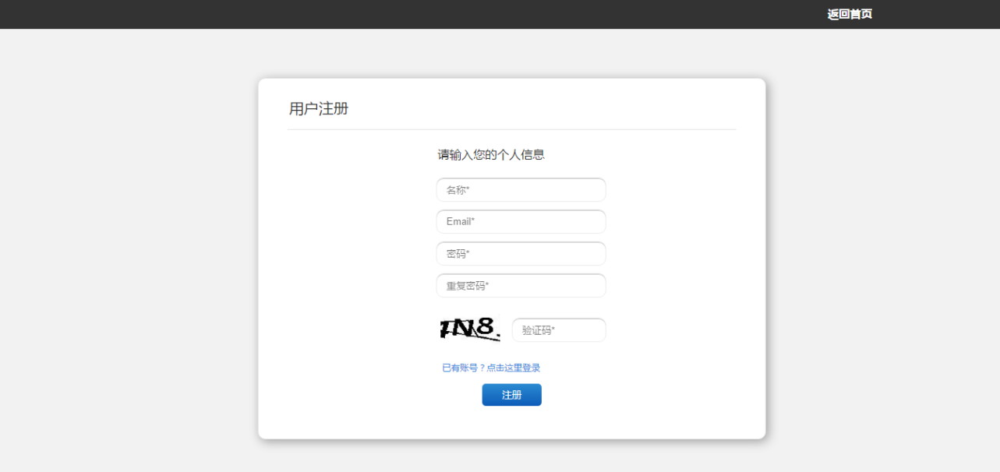 返回首页
用户注册
请输入您的个人信息
名称*
Email*
密码*
重复密码*
验证码*
已有账号？点击这里登录
注册